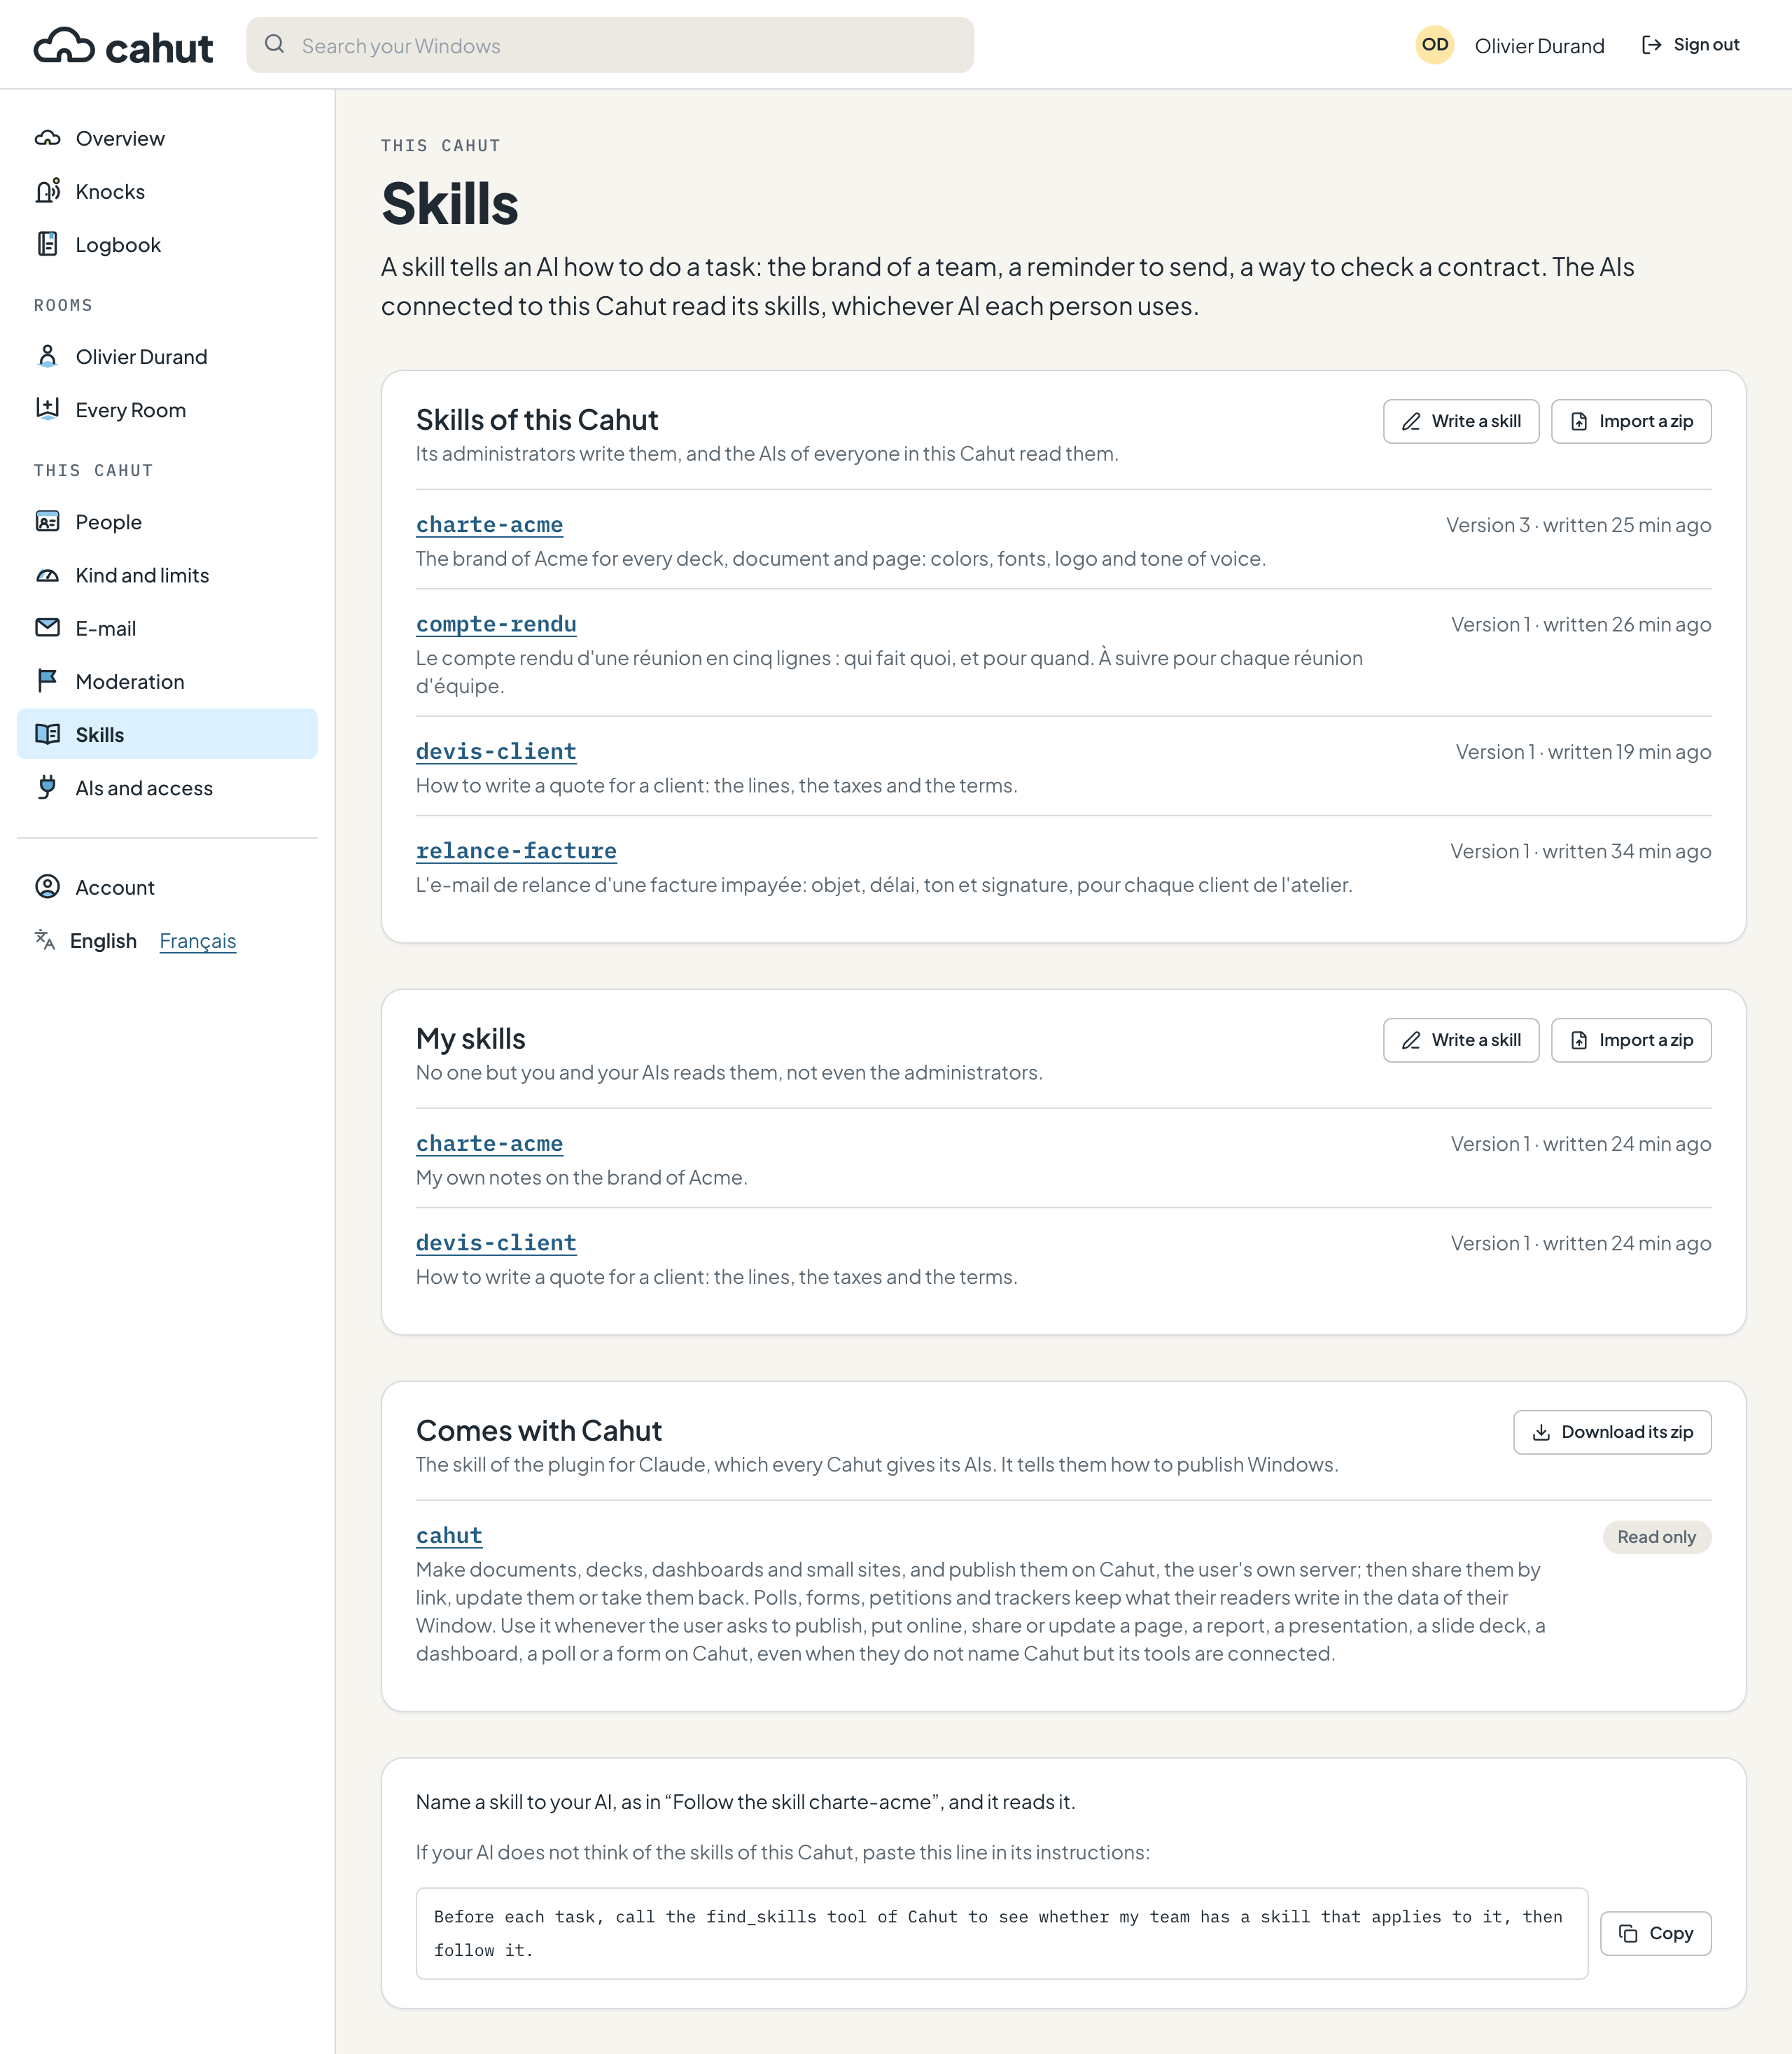 cahut
Search your Windows
OD
Olivier Durand
Sign out
Overview
Knocks
Logbook
ROOMS
Olivier Durand
Every Room
THIS CAHUT
People
Kind and limits
E-mail
Moderation
Skills
AIs and access
Account
English
Français
THIS CAHUT
Skills
A skill tells an AI how to do a task: the brand of a team, a reminder to send, a way to check a contract. The AIs
connected to this Cahut read its skills, whichever AI each person uses.
Skills of this Cahut
Write a skill
Import a zip
Its administrators write them, and the AIs of everyone in this Cahut read them.
charte-acme
Version 3 · written 25 min ago
The brand of Acme for every deck, document and page: colors, fonts, logo and tone of voice.
compte-rendu
Version 1 · written 26 min ago
Le compte rendu d'une réunion en cinq lignes : qui fait quoi, et pour quand. À suivre pour chaque réunion
d'équipe.
devis-client
Version 1 · written 19 min ago
How to write a quote for a client: the lines, the taxes and the terms.
relance-facture
Version 1 · written 34 min ago
L'e-mail de relance d'une facture impayée: objet, délai, ton et signature, pour chaque client de l'atelier.
My skills
Write a skill
Import a zip
No one but you and your AIs reads them, not even the administrators.
charte-acme
Version 1 · written 24 min ago
My own notes on the brand of Acme.
devis-client
Version 1 · written 24 min ago
How to write a quote for a client: the lines, the taxes and the terms.
Comes with Cahut
Download its zip
The skill of the plugin for Claude, which every Cahut gives its AIs. It tells them how to publish Windows.
cahut
Read only
Make documents, decks, dashboards and small sites, and publish them on Cahut, the user's own server; then share them by
link, update them or take them back. Polls, forms, petitions and trackers keep what their readers write in the data of their
Window. Use it whenever the user asks to publish, put online, share or update a page, a report, a presentation, a slide deck, a
dashboard, a poll or a form on Cahut, even when they do not name Cahut but its tools are connected.
Name a skill to your AI, as in “Follow the skill charte-acme”, and it reads it.
If your AI does not think of the skills of this Cahut, paste this line in its instructions:
Before each task, call the find_skills tool of Cahut to see whether my team has a skill that applies to it, then
follow it.
Copy